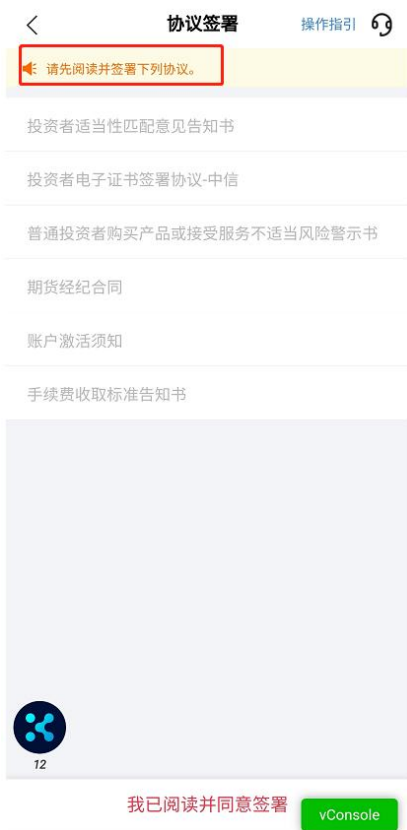 协议签署
操作指引
请先阅读并签署下列协议。
投资者适当性匹配意见告知书
投资者电子证书签署协议-中信
普通投资者购买产品或接受服务不适当风险警示书
期货经纪合同
账户激活须知
手续费收取标准告知书
12
我已阅读并同意签署
vConsole